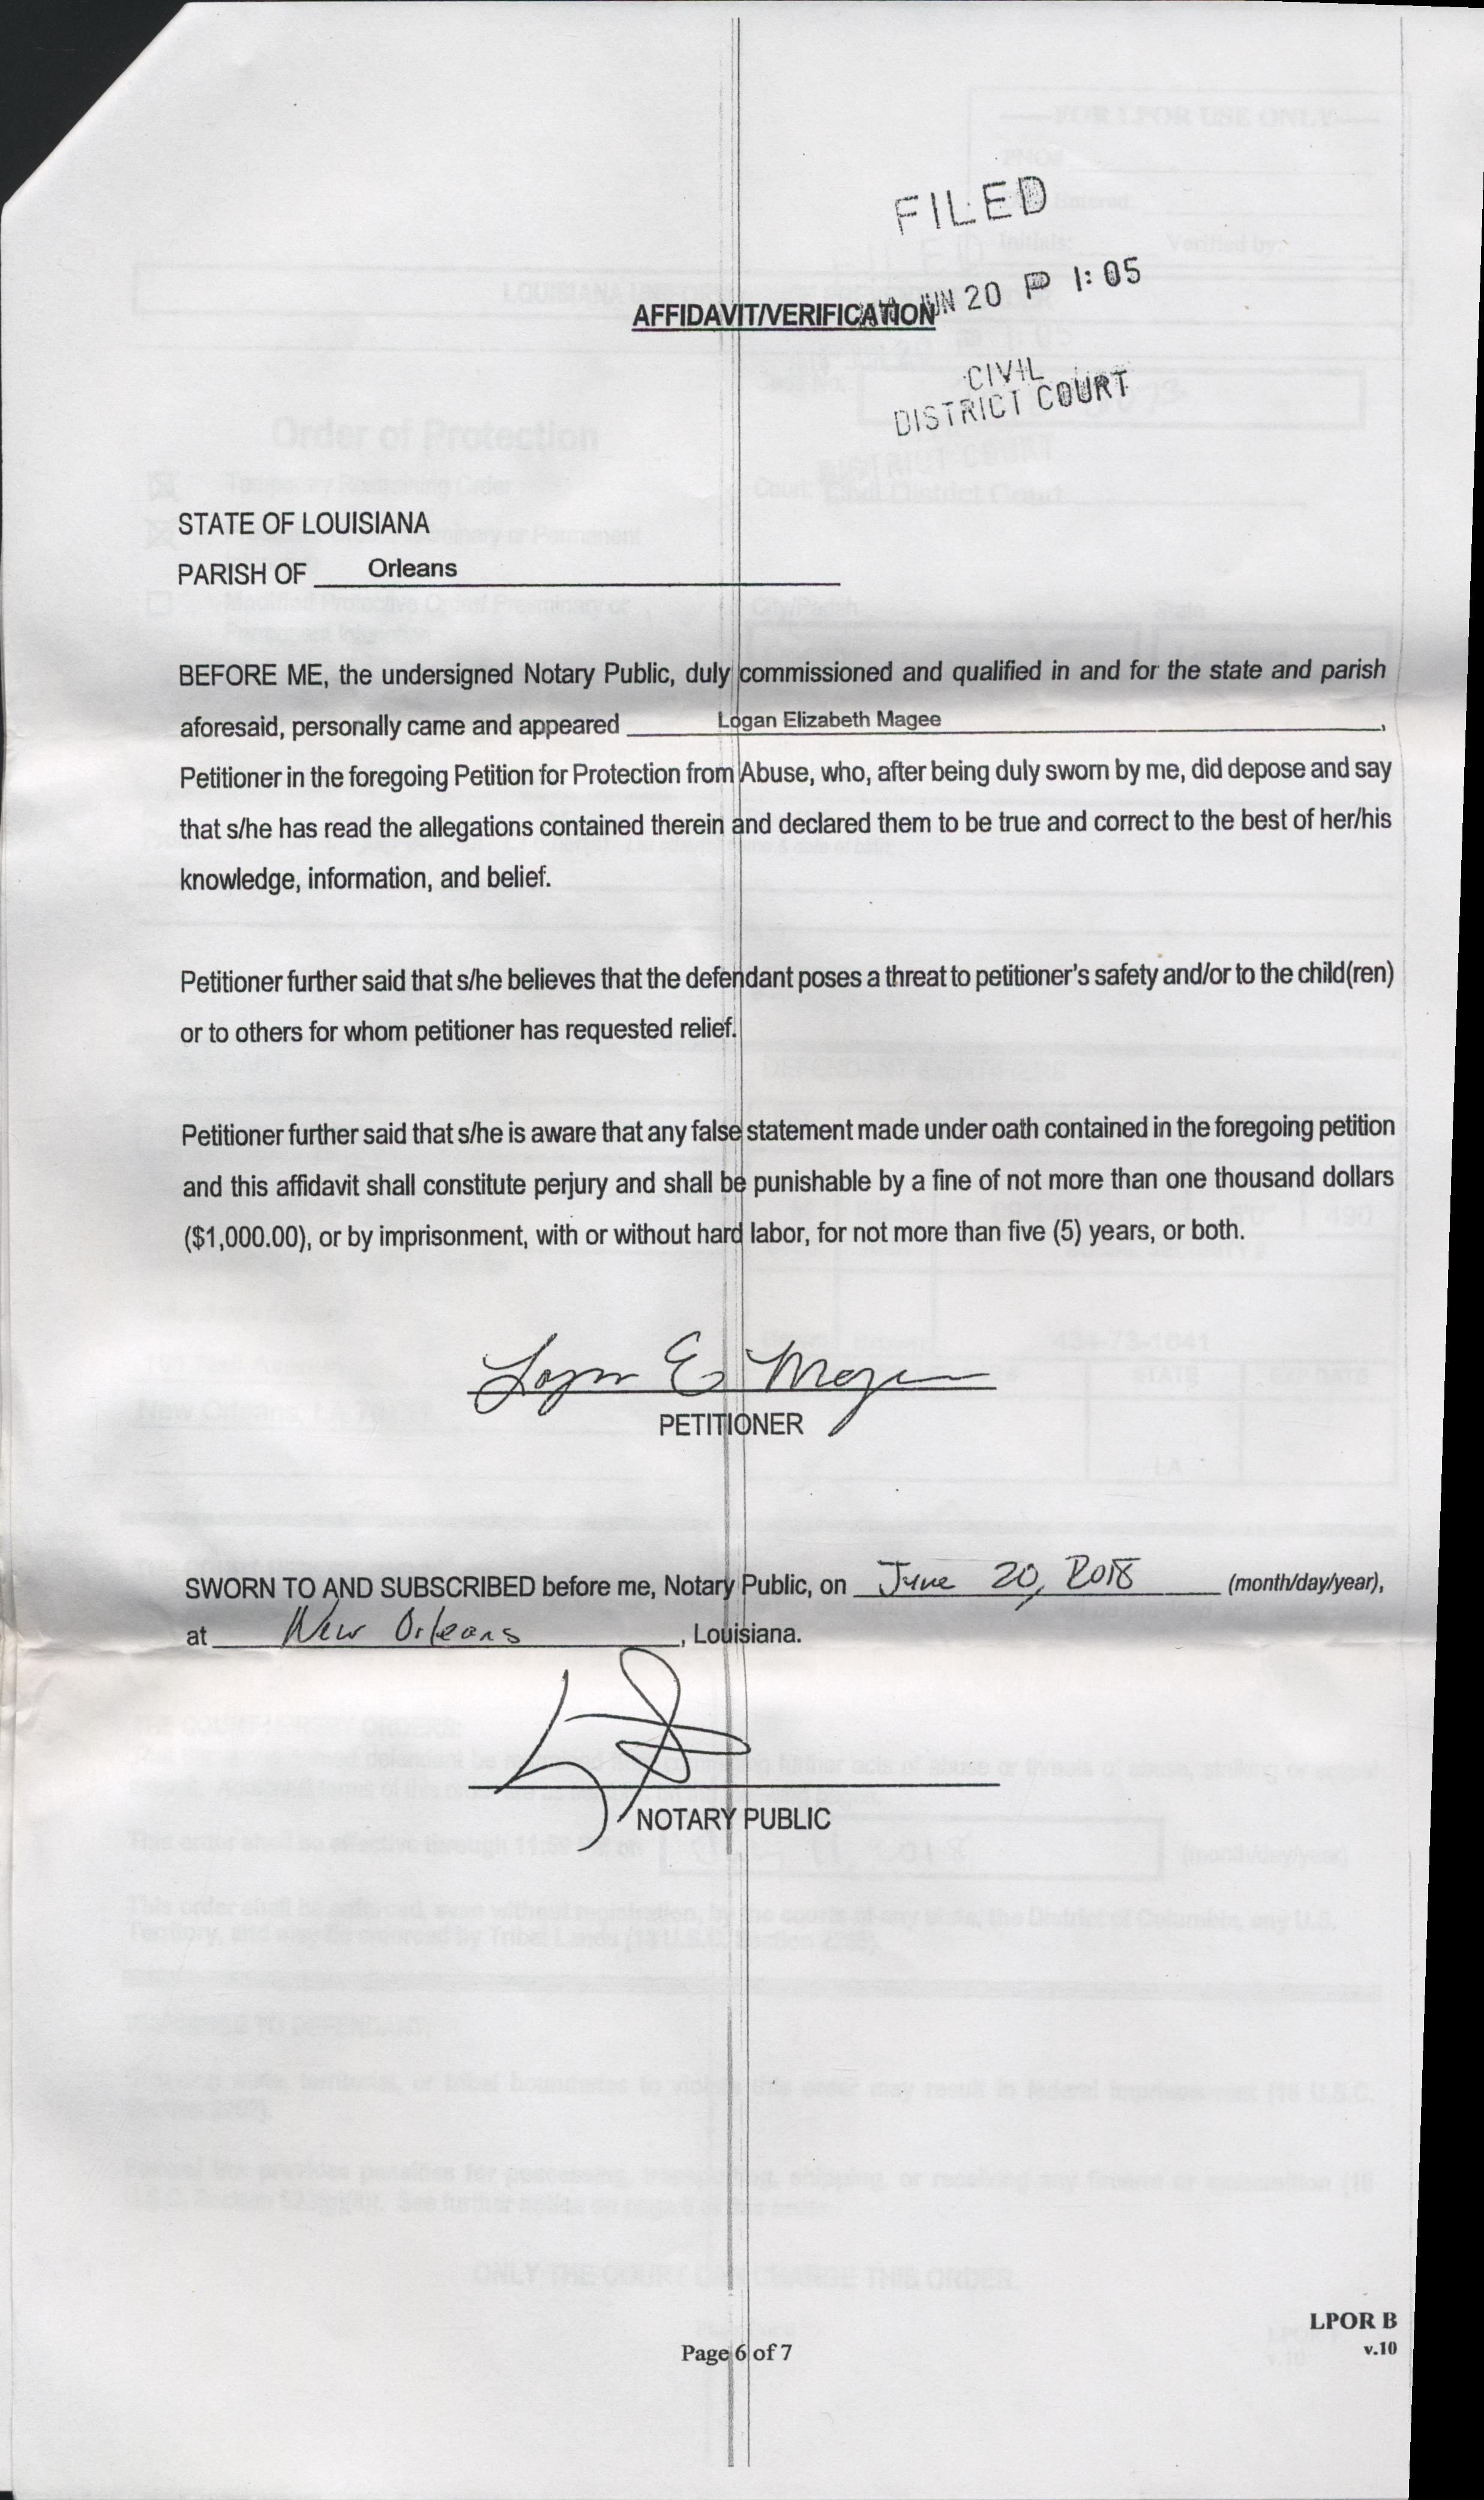 FILED
JUN 20 P 1:05
AFFIDAVIT/VERIFICATION
CIVIL
DISTRICT COURT
STATE OF LOUISIANA
PARISH OF Orleans
BEFORE ME, the undersigned Notary Public, duly commissioned and qualified in and for the state and parish
aforesaid, personally came and appeared Logan Elizabeth Magee,
Petitioner in the foregoing Petition for Protection from Abuse, who, after being duly sworn by me, did depose and say
that s/he has read the allegations contained therein and declared them to be true and correct to the best of her/his
knowledge, information, and belief.
Petitioner further said that s/he believes that the defendant poses a threat to petitioner's safety and/or to the child(ren)
or to others for whom petitioner has requested relief.
Petitioner further said that s/he is aware that any false statement made under oath contained in the foregoing petition
and this affidavit shall constitute perjury and shall be punishable by a fine of not more than one thousand dollars
($1,000.00), or by imprisonment, with or without hard labor, for not more than five (5) years, or both.
Logan E Magee
PETITIONER
SWORN TO AND SUBSCRIBED before me, Notary Public, on June 20, 2018 (month/day/year),
at New Orleans, Louisiana.
NOTARY PUBLIC
LPOR B
Page 6 of 7
v.10